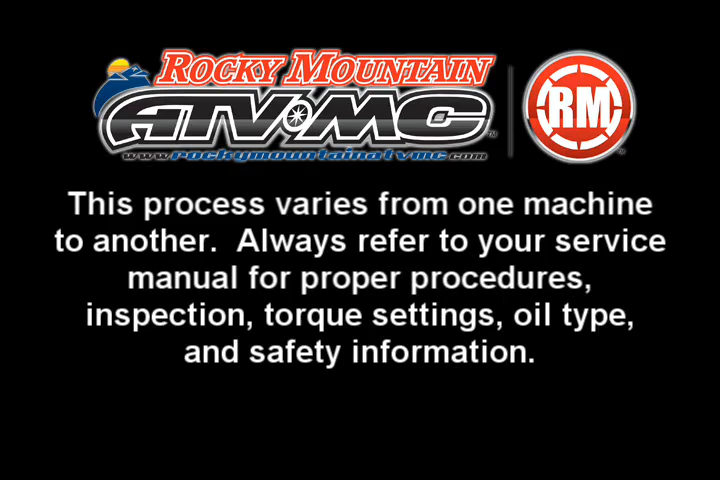 ROCKY MOUNTAIN
ATV MC
www.rockymountainatvmc.com
RM
This process varies from one machine
to another.  Always refer to your service
manual for proper procedures,
inspection, torque settings, oil type,
and safety information.